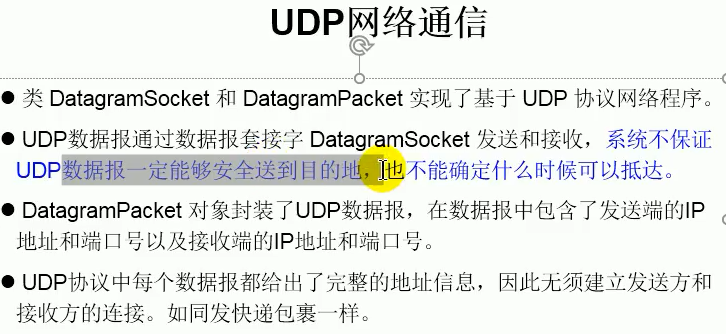 UDP网络通信
● 类 DatagramSocket 和 DatagramPacket 实现了基于 UDP 协议网络程序。
● UDP数据报通过数据报套接字 DatagramSocket 发送和接收，系统不保证
UDP数据报一定能够安全送到目的地，也不能确定什么时候可以抵达。
● DatagramPacket 对象封装了UDP数据报，在数据报中包含了发送端的IP
地址和端口号以及接收端的IP地址和端口号。
● UDP协议中每个数据报都给出了完整的地址信息，因此无须建立发送方和
接收方的连接。如同发快递包裹一样。